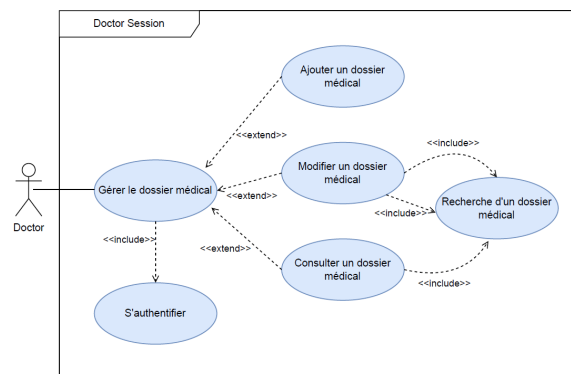 Doctor Session
Ajouter un dossier
médical
<<extend>>
<<include>>
Modifier un dossier
médical
Gérer le dossier médical
<<extend>>
Recherche d'un dossier
médical
<<include>>
Doctor
<<include>>
<<extend>>
Consulter un dossier
médical
<<include>>
S'authentifier